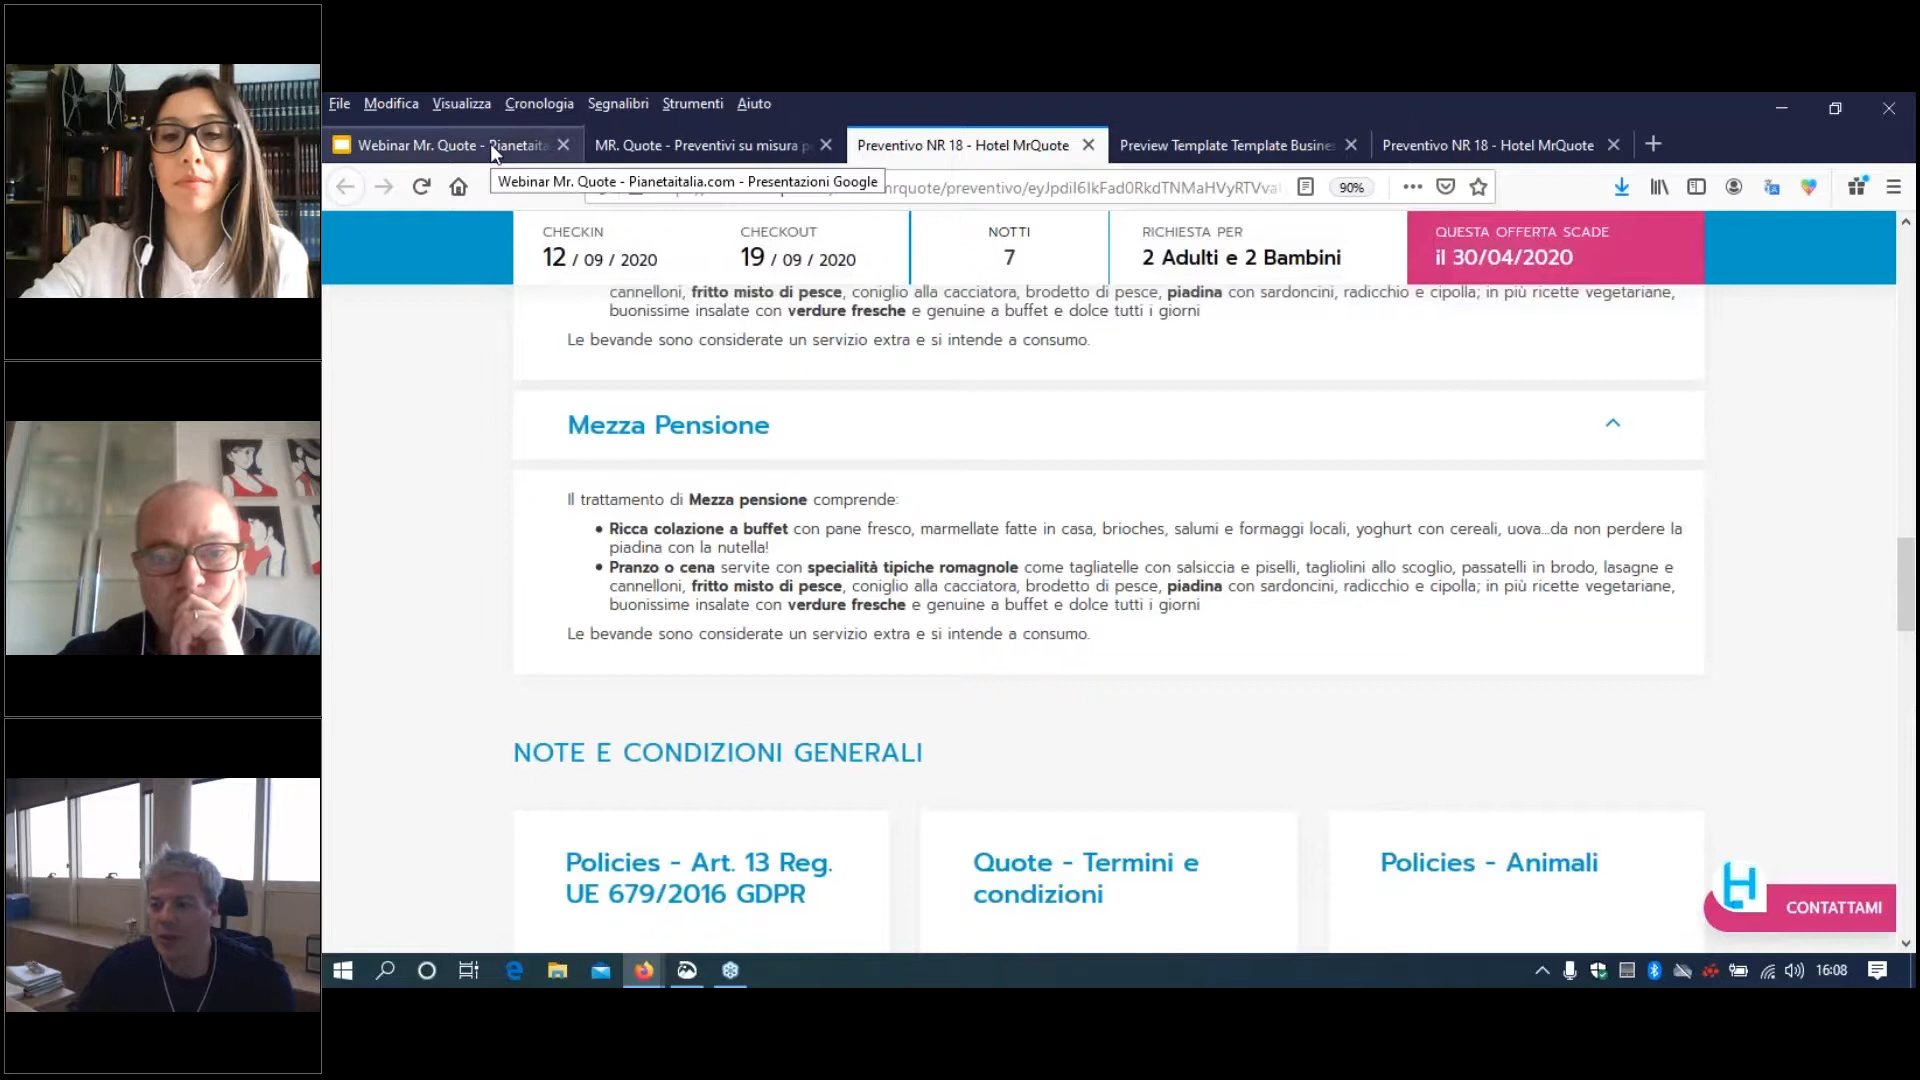 File Modifica Visualizza Cronologia Segnalibri Strumenti Aiuto
Webinar Mr. Quote - Pianetaita
MR. Quote - Preventivi su misura p
Preventivo NR 18 - Hotel MrQuote
Preview Template Template Busine
Preventivo NR 18 - Hotel MrQuote
Webinar Mr. Quote - Pianetaitalia.com - Presentazioni Google
90%
CHECKIN
12 / 09 / 2020
CHECKOUT
19 / 09 / 2020
NOTTI
7
RICHIESTA PER
2 Adulti e 2 Bambini
QUESTA OFFERTA SCADE
il 30/04/2020
cannelloni, fritto misto di pesce, coniglio alla cacciatora, brodetto di pesce, piadina con sardoncini, radicchio e cipolla; in più ricette vegetariane,
buonissime insalate con verdure fresche e genuine a buffet e dolce tutti i giorni
Le bevande sono considerate un servizio extra e si intende a consumo.
Mezza Pensione
Il trattamento di Mezza pensione comprende:
• Ricca colazione a buffet con pane fresco, marmellate fatte in casa, brioches, salumi e formaggi locali, yoghurt con cereali, uova...da non perdere la
piadina con la nutella!
• Pranzo o cena servite con specialità tipiche romagnole come tagliatelle con salsiccia e piselli, tagliolini allo scoglio, passatelli in brodo, lasagne e
cannelloni, fritto misto di pesce, coniglio alla cacciatora, brodetto di pesce, piadina con sardoncini, radicchio e cipolla; in più ricette vegetariane,
buonissime insalate con verdure fresche e genuine a buffet e dolce tutti i giorni
Le bevande sono considerate un servizio extra e si intende a consumo.
NOTE E CONDIZIONI GENERALI
Policies - Art. 13 Reg.
UE 679/2016 GDPR
Quote - Termini e
condizioni
Policies - Animali
CONTATTAMI
16:08